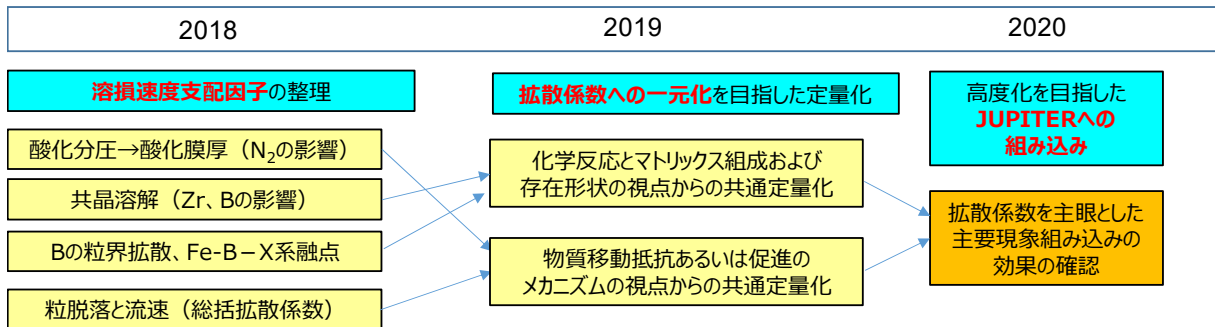 2018
2019
2020
溶損速度支配因子の整理
酸化分圧→酸化膜厚（N₂の影響）
共晶溶解（Zr、Bの影響）
Bの粒界拡散、Fe-B－X系融点
粒脱落と流速（総括拡散係数）
拡散係数への一元化を目指した定量化
化学反応とマトリックス組成および
存在形状の視点からの共通定量化
物質移動抵抗あるいは促進の
メカニズムの視点からの共通定量化
高度化を目指した
JUPITERへの
組み込み
拡散係数を主眼とした
主要現象組み込みの
効果の確認